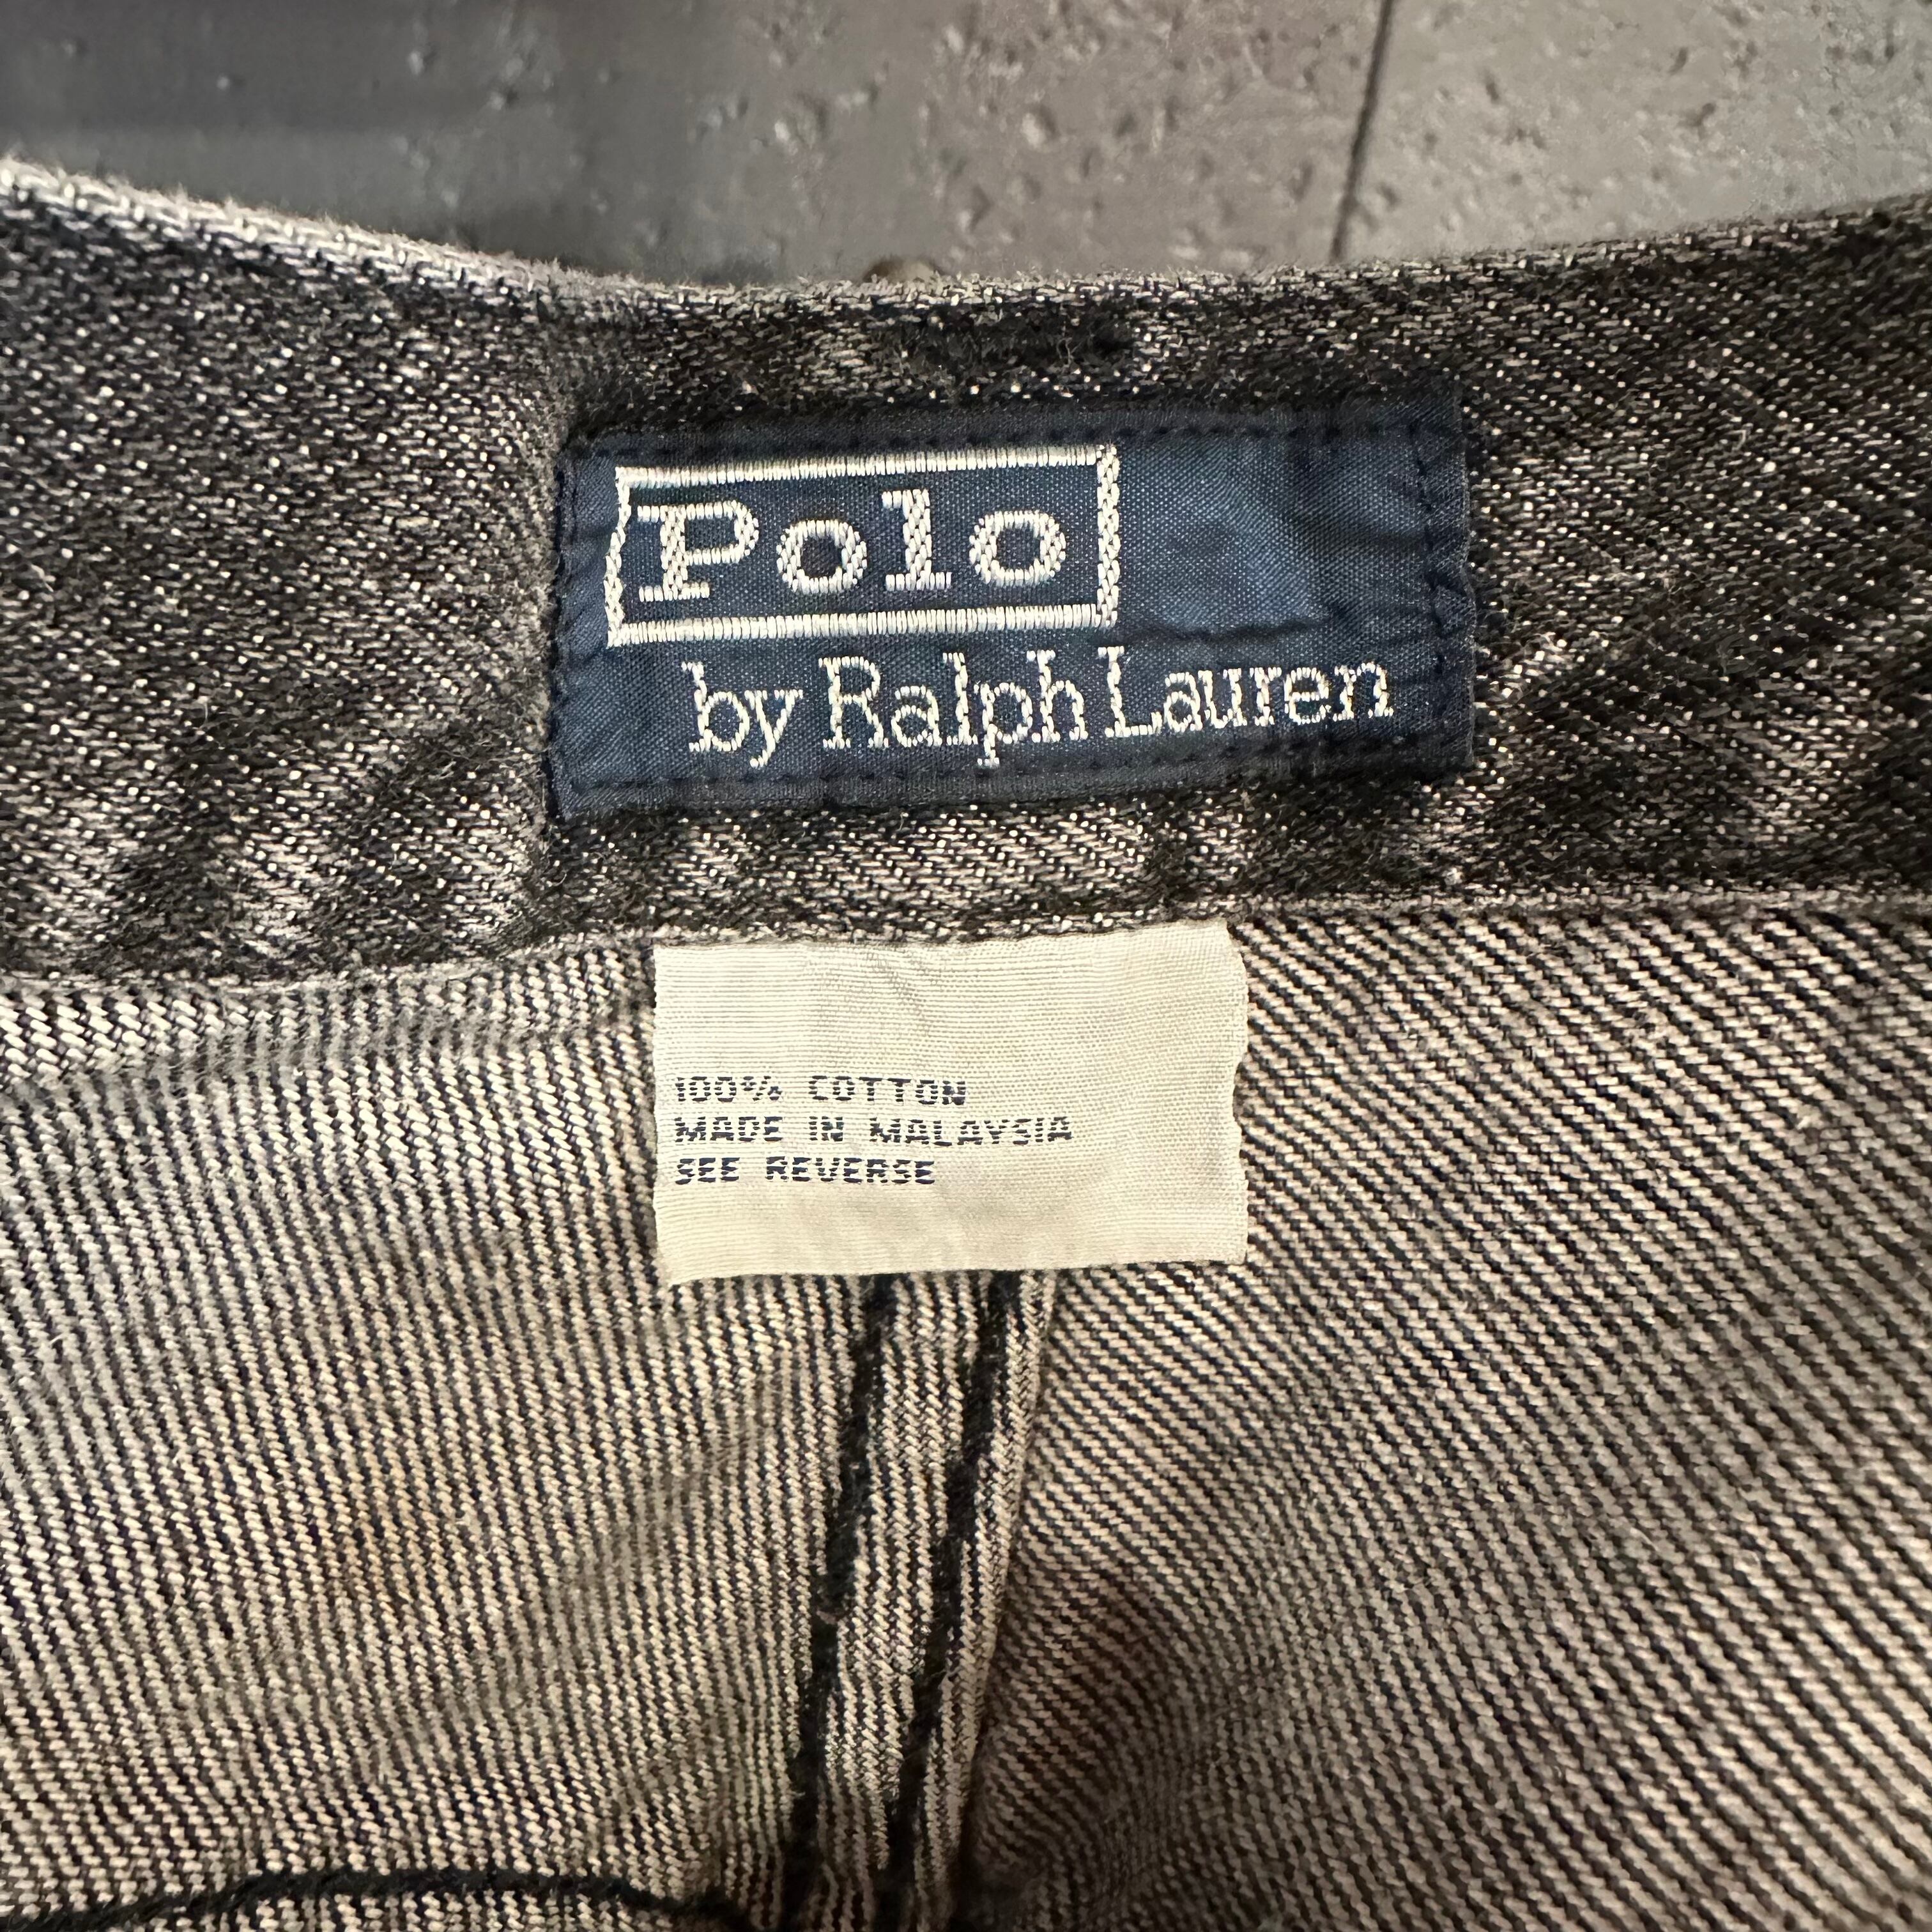 Polo
by Ralph Lauren
100% COTTON
MADE IN MALAYSIA
SEE REVERSE